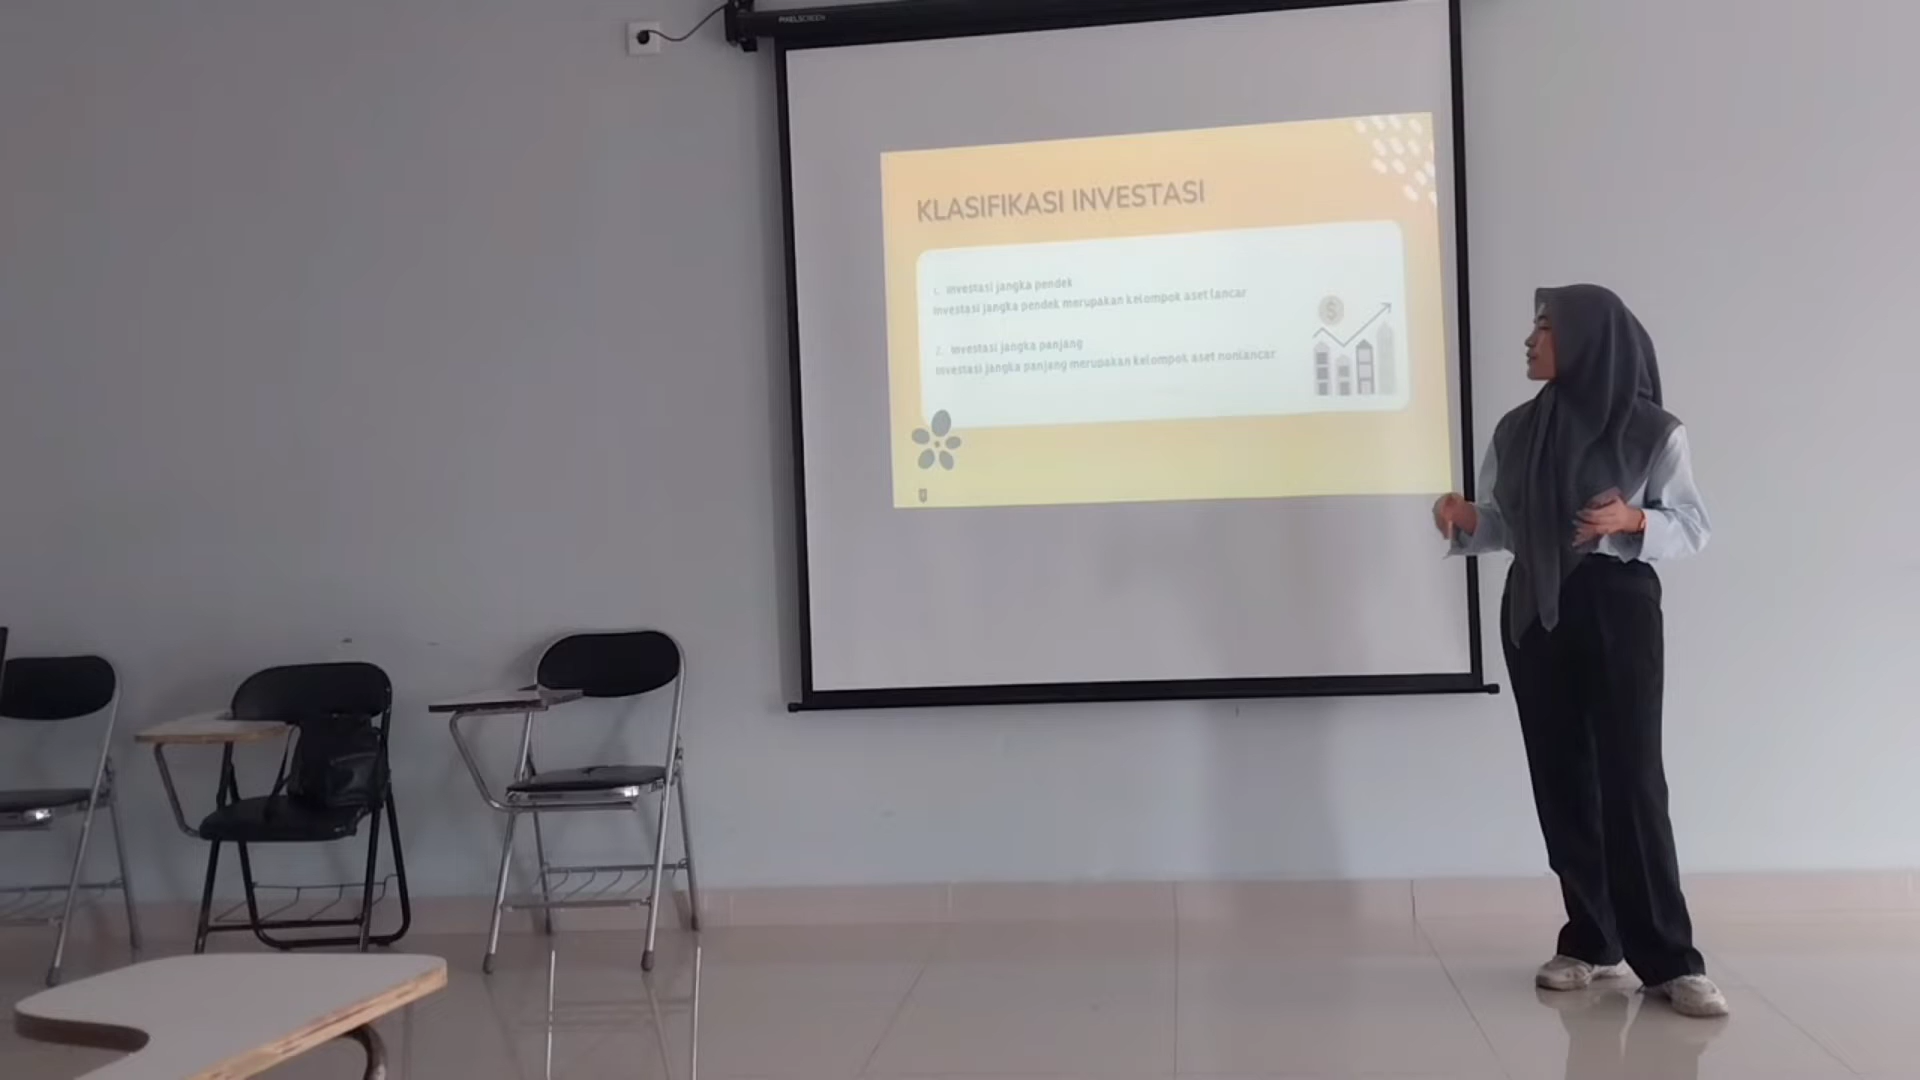 PIXELSCREEN
KLASIFIKASI INVESTASI
1. investasi jangka pendek
investasi jangka pendek merupakan kelompok aset lancar
2. investasi jangka panjang
investasi jangka panjang merupakan kelompok aset nonlancar
$